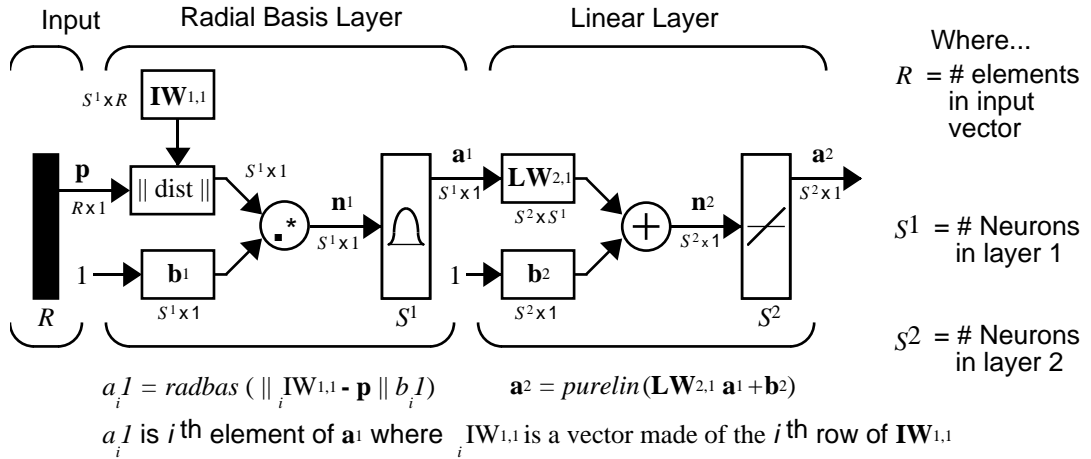 Input Radial Basis Layer Linear Layer
Where...
R = # elements
in input
vector
S¹ x R IW1,1
p || dist || S¹ x 1
R x 1
.* n¹ S¹ x 1
a¹ S¹ x 1
LW2,1
S² x S¹
+ n² S² x 1
a² S² x 1
1 b¹
S¹ x 1
1 b²
S² x 1
R S¹ S²
S1 = # Neurons
in layer 1
S2 = # Neurons
in layer 2
ai1 = radbas ( || iIW1,1 - p || bi1)
a2 = purelin (LW2,1 a1 + b2)
ai1 is i th element of a1 where iIW1,1 is a vector made of the i th row of IW1,1